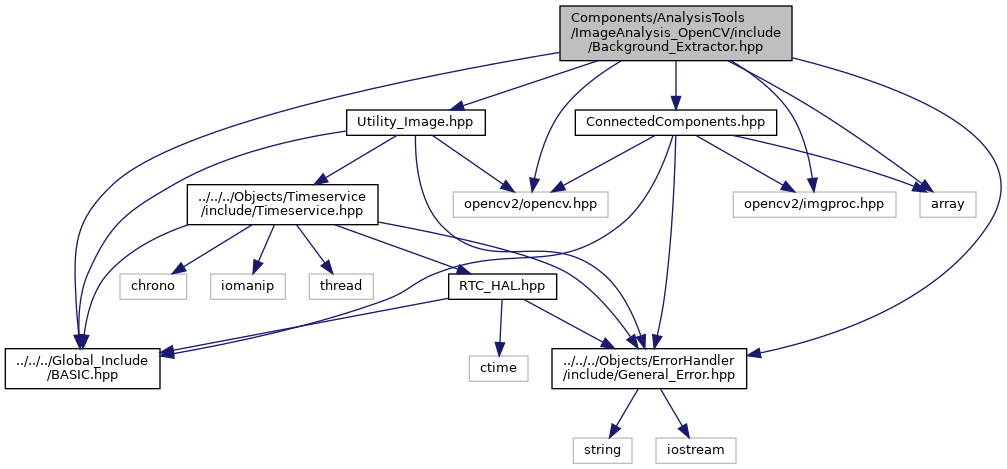 Components/AnalysisTools
/ImageAnalysis_OpenCV/include
/Background_Extractor.hpp
Utility_Image.hpp
ConnectedComponents.hpp
../../../Objects/Timeservice
/include/Timeservice.hpp
opencv2/opencv.hpp
opencv2/imgproc.hpp
array
chrono
iomanip
thread
RTC_HAL.hpp
../../../Global_Include
/BASIC.hpp
ctime
../../../Objects/ErrorHandler
/include/General_Error.hpp
string
iostream